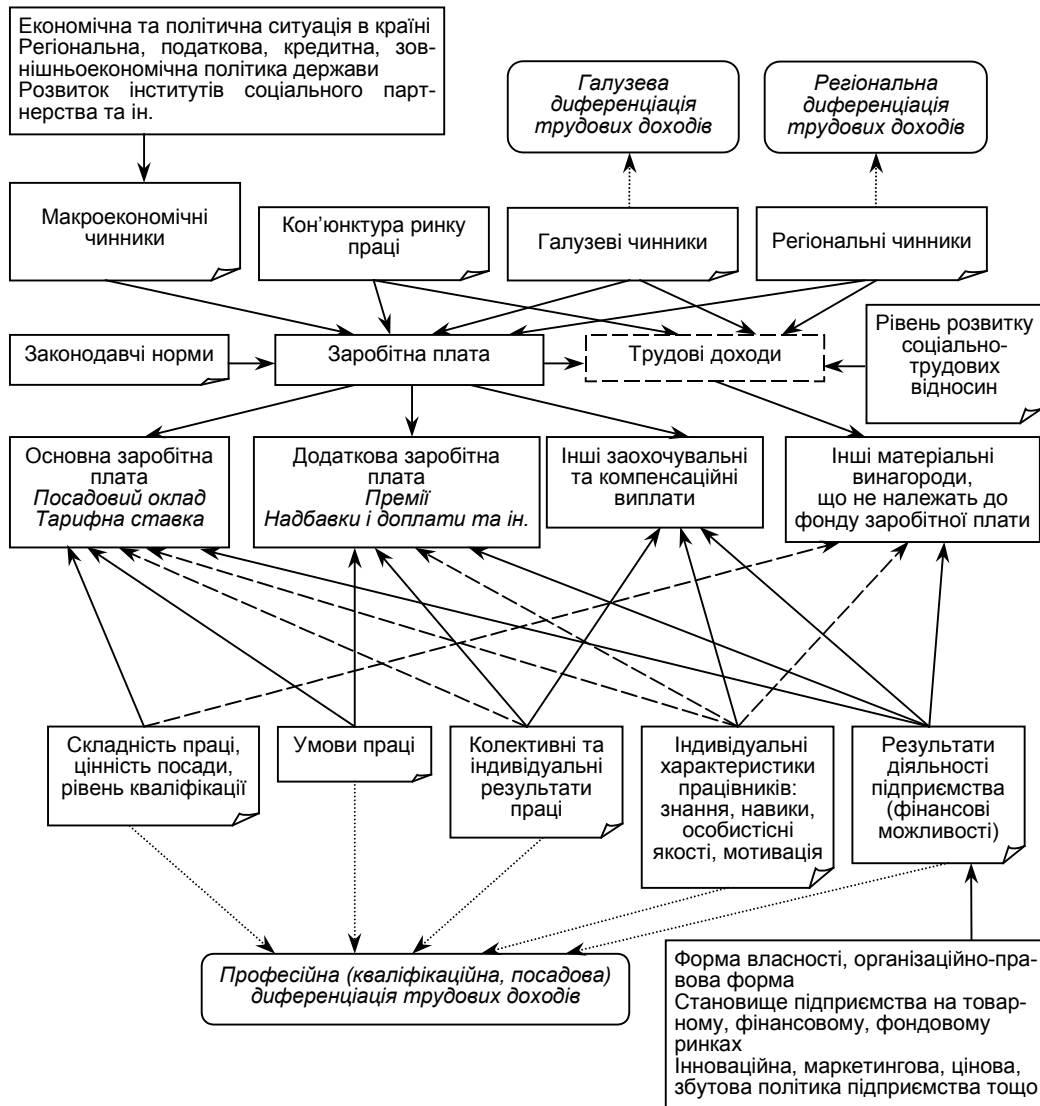 Економічна та політична ситуація в країні
Регіональна, податкова, кредитна, зов-
нішньоекономічна політика держави
Розвиток інститутів соціального парт-
нерства та ін.
Галузева
диференціація
трудових доходів
Регіональна
диференціація
трудових доходів
Макроекономічні
чинники
Кон’юнктура ринку
праці
Галузеві чинники
Регіональні чинники
Законодавчі норми
Заробітна плата
Трудові доходи
Рівень розвитку
соціально-
трудових
відносин
Основна заробітна
плата
Посадовий оклад
Тарифна ставка
Додаткова заробітна
плата
Премії
Надбавки і доплати та ін.
Інші заохочувальні
та компенсаційні
виплати
Інші матеріальні
винагороди,
що не належать до
фонду заробітної плати
Складність праці,
цінність посади,
рівень кваліфікації
Умови праці
Колективні та
індивідуальні
результати
праці
Індивідуальні
характеристики
працівників:
знання, навики,
особистісні
якості, мотивація
Результати
діяльності
підприємства
(фінансові
можливості)
Професійна (кваліфікаційна, посадова)
диференціація трудових доходів
Форма власності, організаційно-пра-
вова форма
Становище підприємства на товар-
ному, фінансовому, фондовому
ринках
Інноваційна, маркетингова, цінова,
збутова політика підприємства тощо